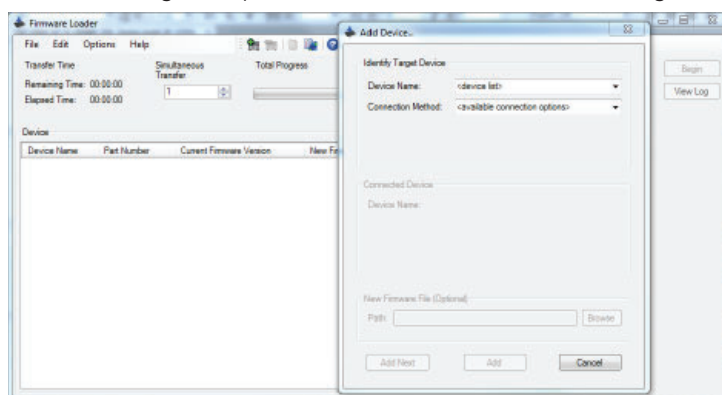 Firmware Loader
File Edit Options Help
Transfer Time
Simultaneous Transfer
Total Progress
Remaining Time: 00:00:00
1
Elapsed Time: 00:00:00
Device
Device Name Part Number Current Firmware Version New Fi
Begin
View Log
Add Device..
Identify Target Device
Device Name: <device list>
Connection Method: <available connection options>
Connected Device
Device Name:
New Firmware File (Optional)
Path: Browse
Add Next Add Cancel